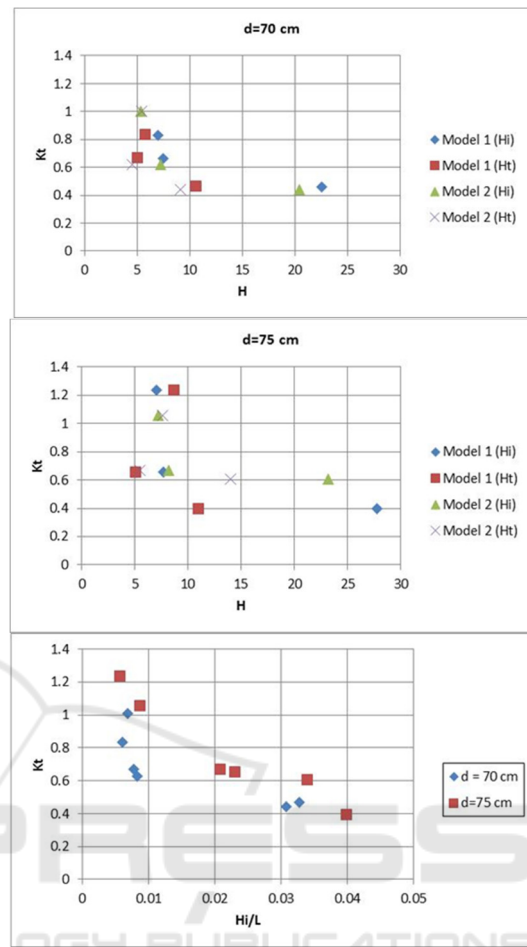 d=70 cm
1.4
1.2
1
0.8
0.6
0.4
0.2
0
Kt
0 5 10 15 20 25 30
H
Model 1 (Hi)
Model 1 (Ht)
Model 2 (Hi)
Model 2 (Ht)
d=75 cm
1.4
1.2
1
0.8
0.6
0.4
0.2
0
Kt
0 5 10 15 20 25 30
H
Model 1 (Hi)
Model 1 (Ht)
Model 2 (Hi)
Model 2 (Ht)
1.4
1.2
1
0.8
0.6
0.4
0.2
0
Kt
0 0.01 0.02 0.03 0.04 0.05
Hi/L
d = 70 cm
d=75 cm
PRESS
OGY PUBLICATIONS